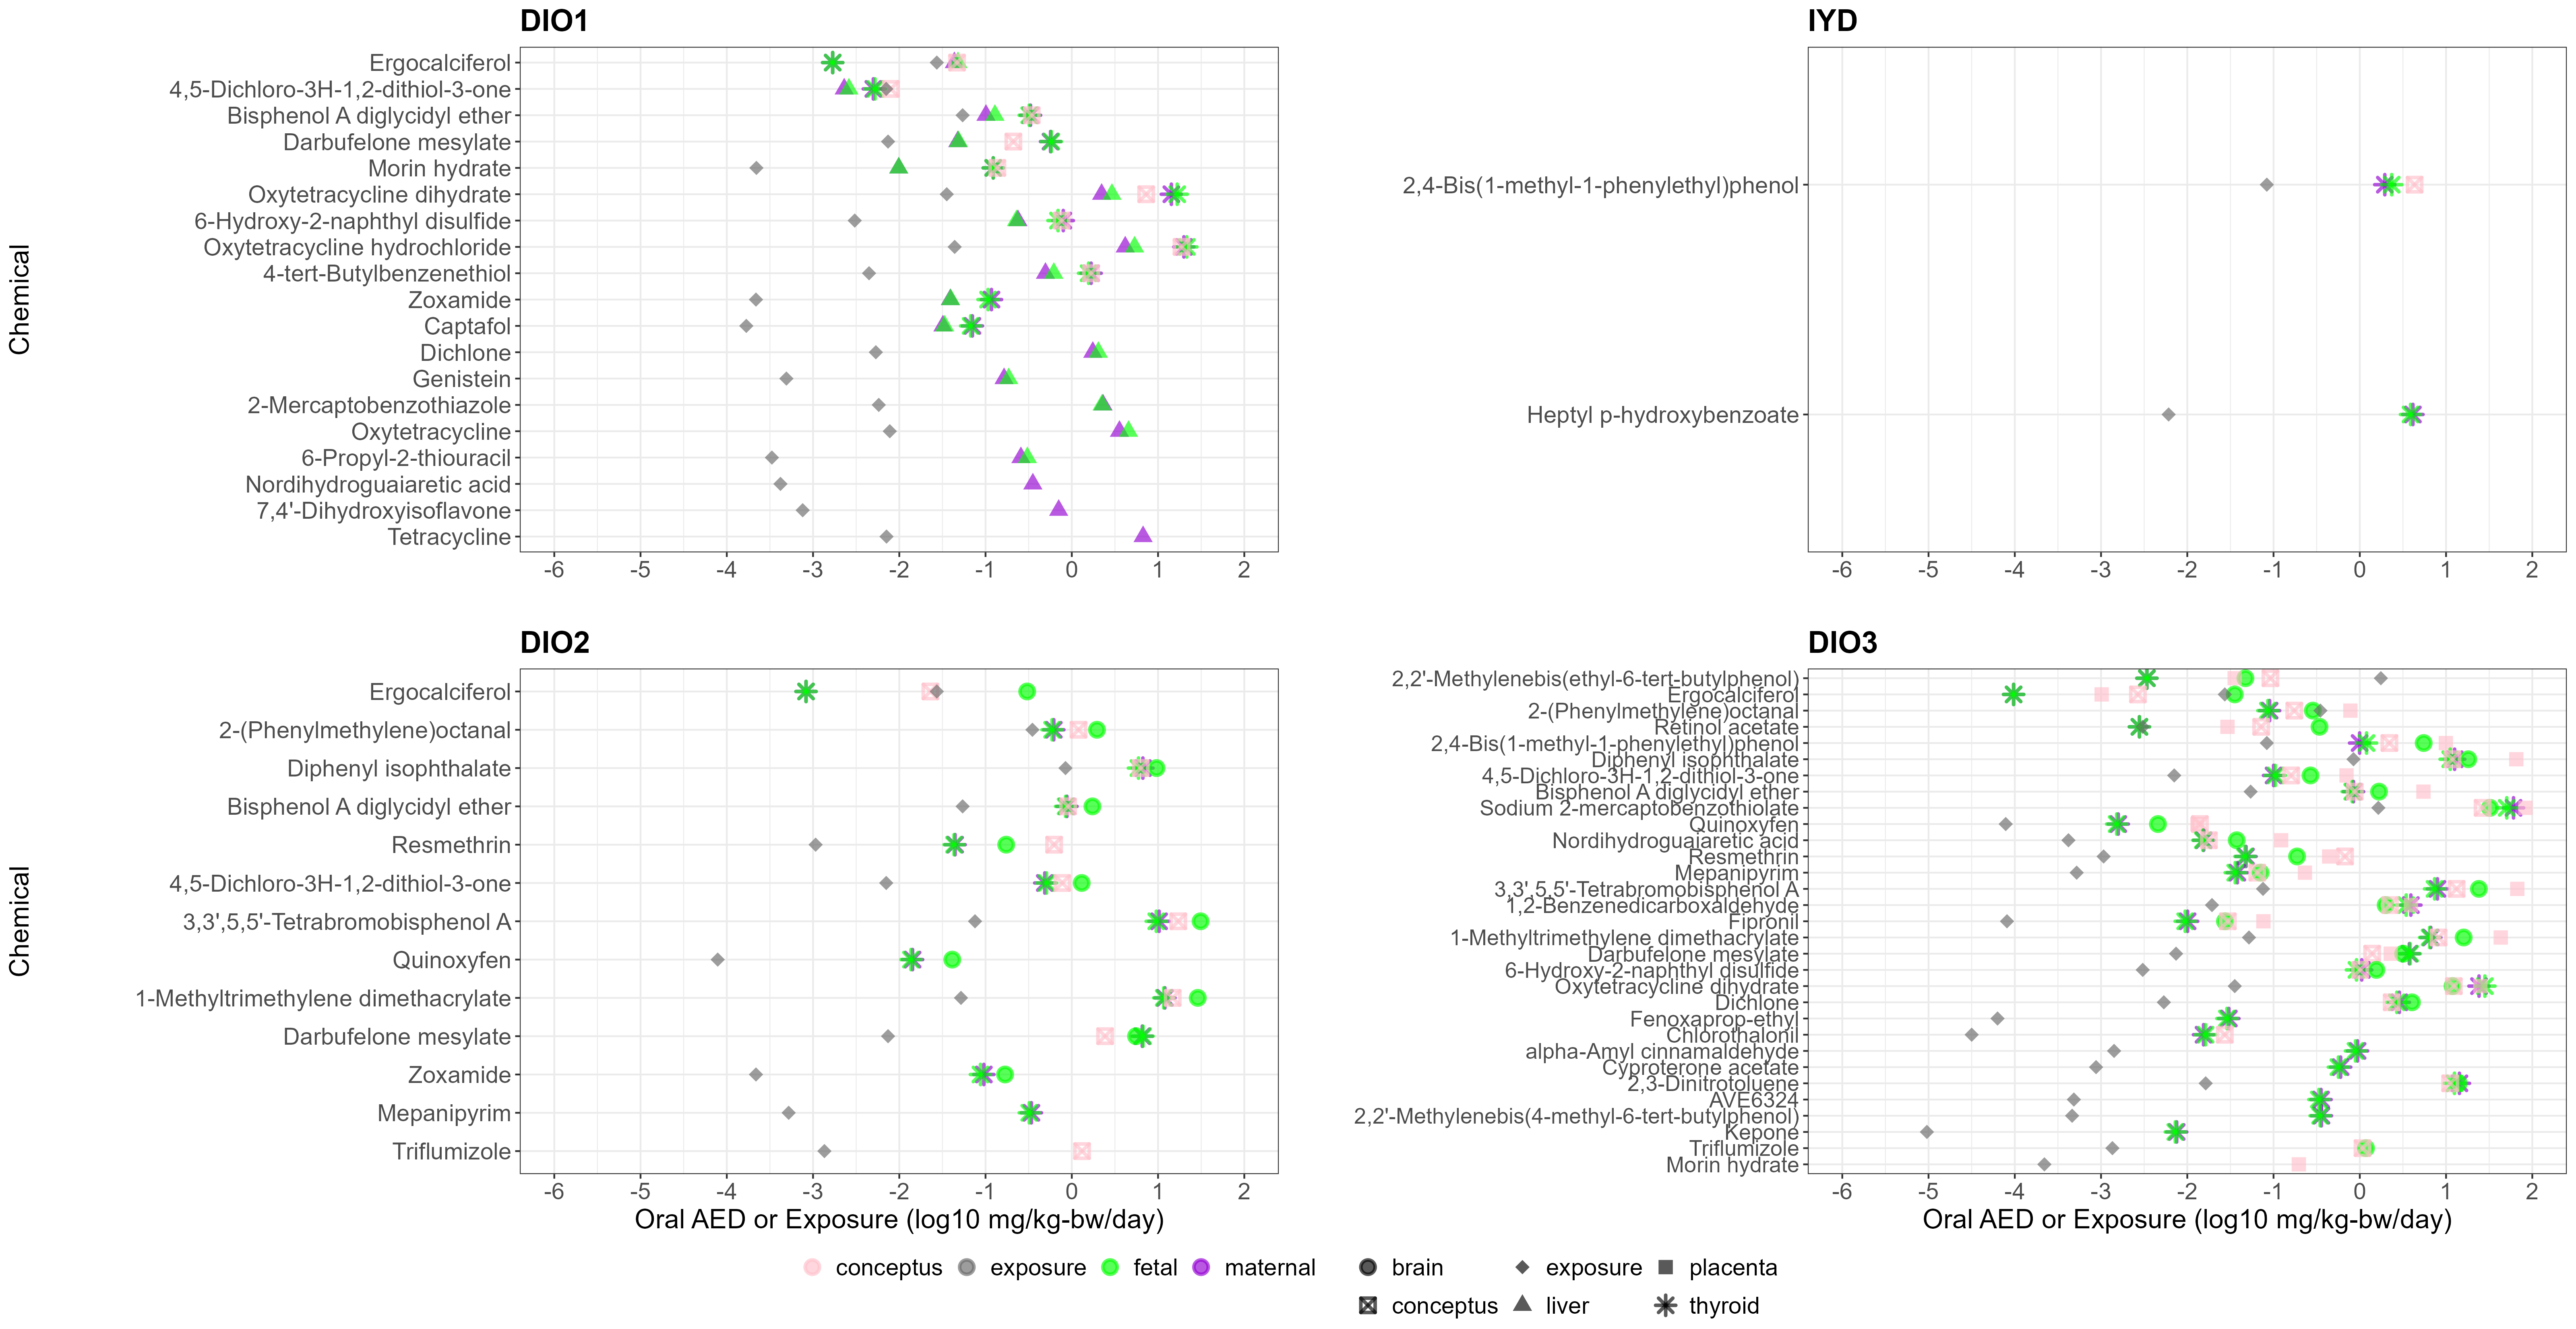 DIO1
Chemical
Ergocalciferol
4,5-Dichloro-3H-1,2-dithiol-3-one
Bisphenol A diglycidyl ether
Darbufelone mesylate
Morin hydrate
Oxytetracycline dihydrate
6-Hydroxy-2-naphthyl disulfide
Oxytetracycline hydrochloride
4-tert-Butylbenzenethiol
Zoxamide
Captafol
Dichlone
Genistein
2-Mercaptobenzothiazole
Oxytetracycline
6-Propyl-2-thiouracil
Nordihydroguaiaretic acid
7,4'-Dihydroxyisoflavone
Tetracycline
-6 -5 -4 -3 -2 -1 0 1 2
IYD
2,4-Bis(1-methyl-1-phenylethyl)phenol
Heptyl p-hydroxybenzoate
-6 -5 -4 -3 -2 -1 0 1 2
DIO2
Chemical
Ergocalciferol
2-(Phenylmethylene)octanal
Diphenyl isophthalate
Bisphenol A diglycidyl ether
Resmethrin
4,5-Dichloro-3H-1,2-dithiol-3-one
3,3',5,5'-Tetrabromobisphenol A
Quinoxyfen
1-Methyltrimethylene dimethacrylate
Darbufelone mesylate
Zoxamide
Mepanipyrim
Triflumizole
-6 -5 -4 -3 -2 -1 0 1 2
Oral AED or Exposure (log10 mg/kg-bw/day)
DIO3
2,2'-Methylenebis(ethyl-6-tert-butylphenol)
Ergocalciferol
2-(Phenylmethylene)octanal
Retinol acetate
2,4-Bis(1-methyl-1-phenylethyl)phenol
Diphenyl isophthalate
4,5-Dichloro-3H-1,2-dithiol-3-one
Bisphenol A diglycidyl ether
Sodium 2-mercaptobenzothiolate
Quinoxyfen
Nordihydroguaiaretic acid
Resmethrin
Mepanipyrim
3,3',5,5'-Tetrabromobisphenol A
1,2-Benzenedicarboxaldehyde
Fipronil
1-Methyltrimethylene dimethacrylate
Darbufelone mesylate
6-Hydroxy-2-naphthyl disulfide
Oxytetracycline dihydrate
Dichlone
Fenoxaprop-ethyl
Chlorothalonil
alpha-Amyl cinnamaldehyde
Cyproterone acetate
2,3-Dinitrotoluene
AVE6324
2,2'-Methylenebis(4-methyl-6-tert-butylphenol)
Kepone
Triflumizole
Morin hydrate
-6 -5 -4 -3 -2 -1 0 1 2
Oral AED or Exposure (log10 mg/kg-bw/day)
conceptus exposure fetal maternal
brain exposure placenta
conceptus liver thyroid